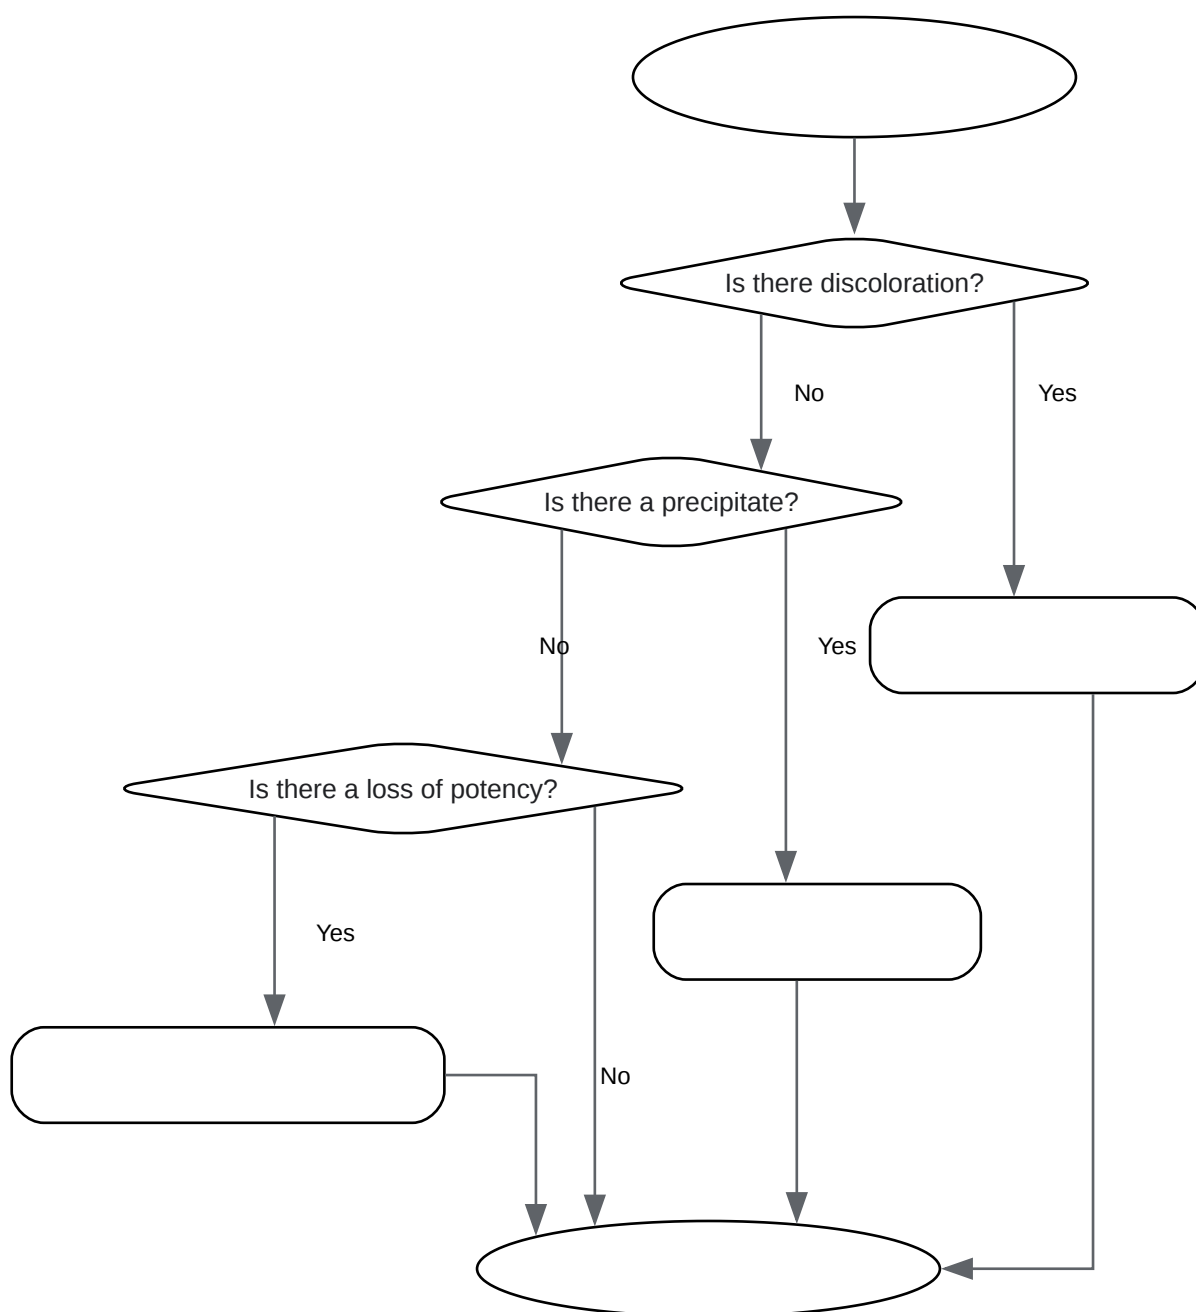 Is there discoloration?
No
Yes
Is there a precipitate?
No
Yes
Is there a loss of potency?
Yes
No